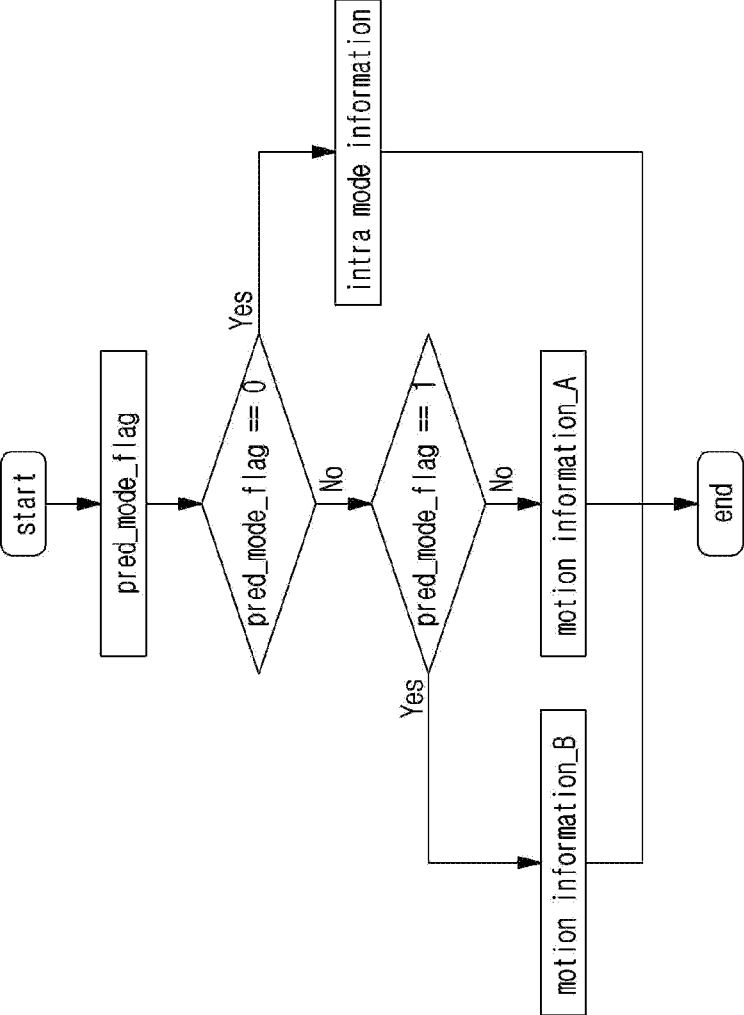 start
pred_mode_flag
pred_mode_flag == 0
Yes
No
intra mode information
pred_mode_flag == 1
Yes
No
motion information_B
motion information_A
end